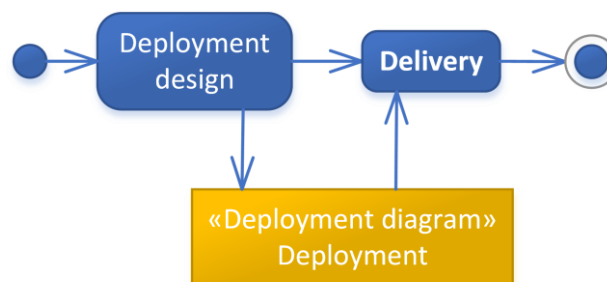 Deployment
design
Delivery
«Deployment diagram»
Deployment